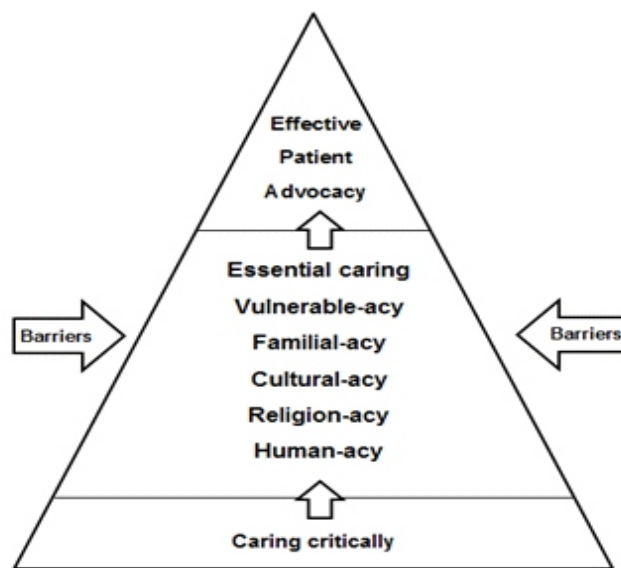 Effective
Patient
Advocacy
Essential caring
Vulnerable-acy
Familial-acy
Barriers
Barriers
Cultural-acy
Religion-acy
Human-acy
Caring critically